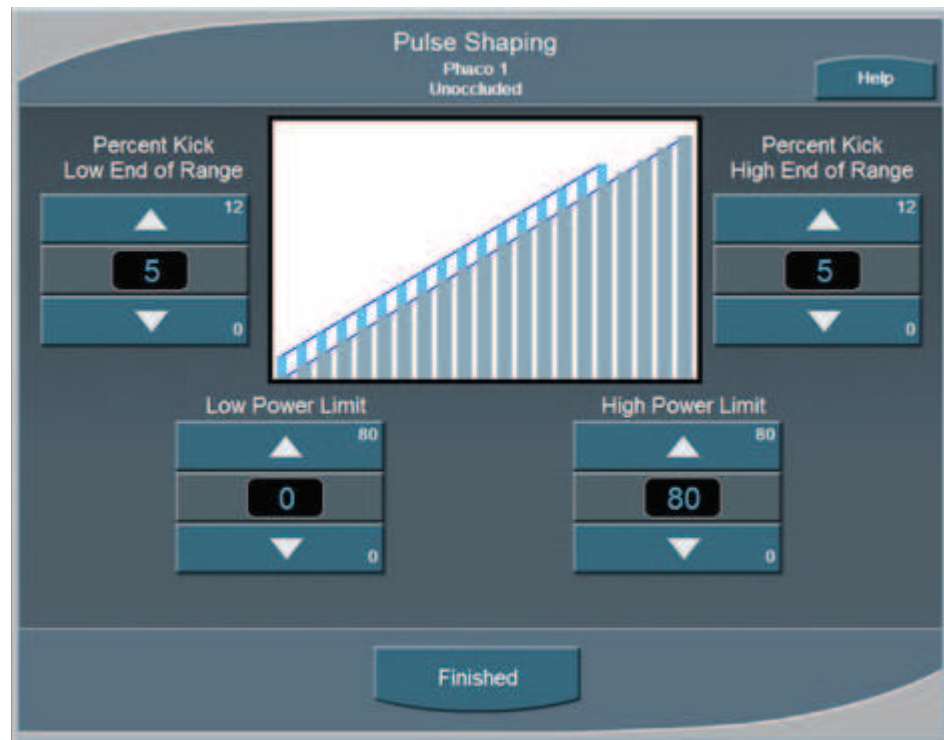 Pulse Shaping
Phaco 1
Unoccluded
Help
Percent Kick
Low End of Range
12
5
0
Percent Kick
High End of Range
12
5
0
Low Power Limit
80
0
0
High Power Limit
80
80
0
Finished